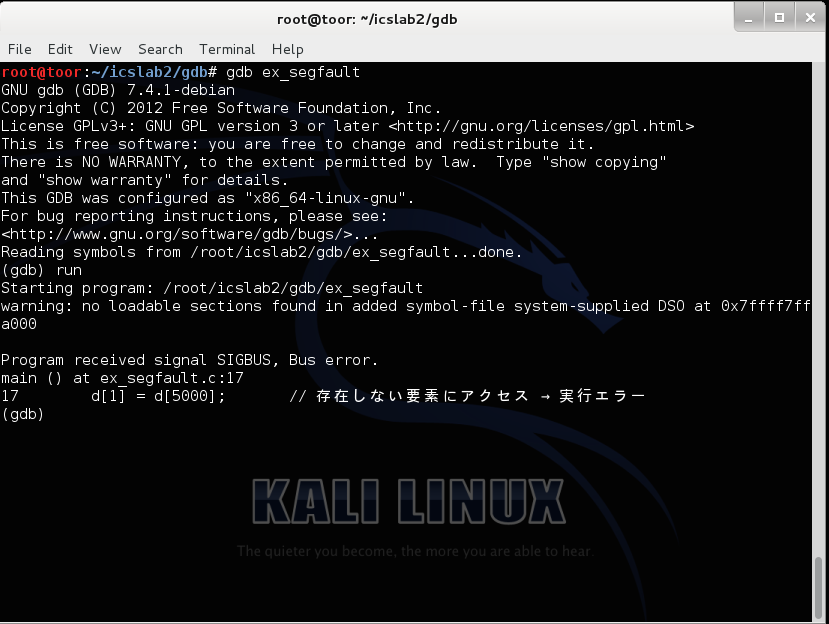 root@toor: ~/icslab2/gdb
File Edit View Search Terminal Help
root@toor:~/icslab2/gdb# gdb ex_segfault
GNU gdb (GDB) 7.4.1-debian
Copyright (C) 2012 Free Software Foundation, Inc.
License GPLv3+: GNU GPL version 3 or later <http://gnu.org/licenses/gpl.html>
This is free software: you are free to change and redistribute it.
There is NO WARRANTY, to the extent permitted by law.  Type "show copying"
and "show warranty" for details.
This GDB was configured as "x86_64-linux-gnu".
For bug reporting instructions, please see:
<http://www.gnu.org/software/gdb/bugs/>...
Reading symbols from /root/icslab2/gdb/ex_segfault...done.
(gdb) run
Starting program: /root/icslab2/gdb/ex_segfault
warning: no loadable sections found in added symbol-file system-supplied DSO at 0x7ffff7ff
a000
Program received signal SIGBUS, Bus error.
main () at ex_segfault.c:17
17        d[1] = d[5000];       // 存在しない要素にアクセス → 実行エラー
(gdb)
KALI LINUX
The quieter you become, the more you are able to hear.